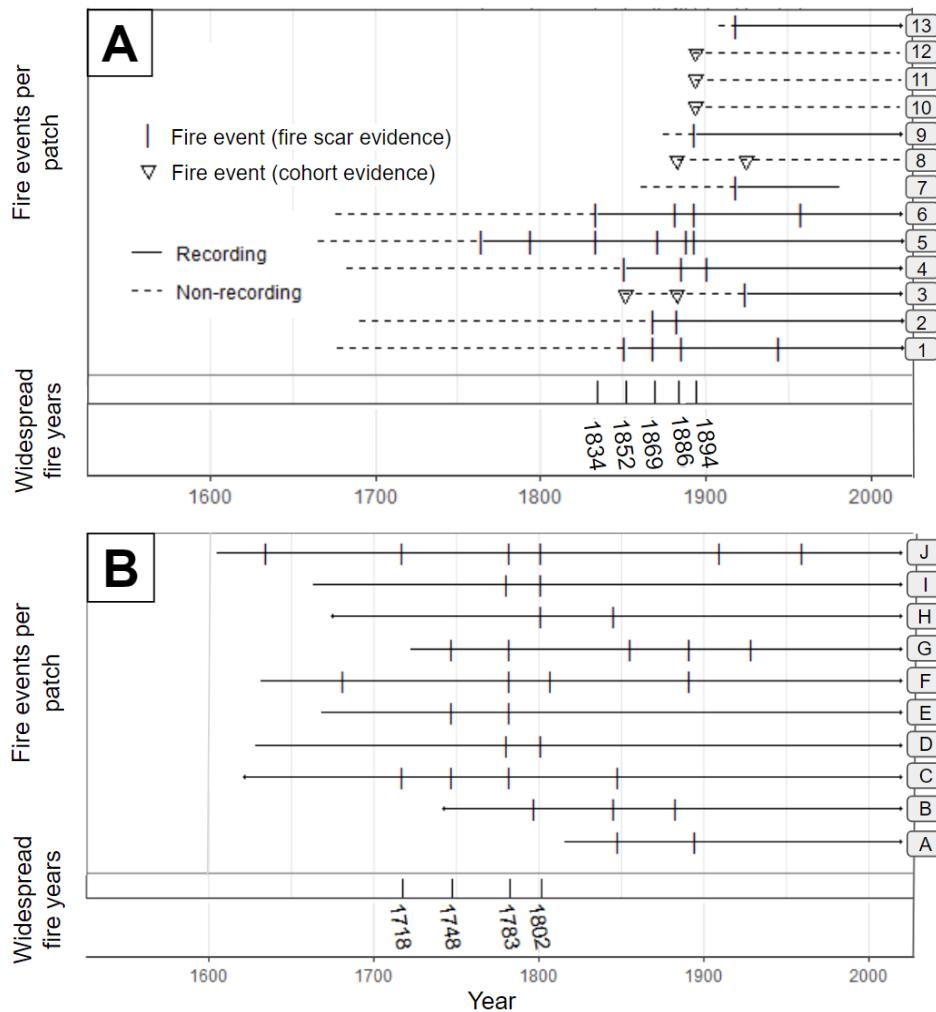 A
Fire events per
patch
Fire event (fire scar evidence)
Fire event (cohort evidence)
Recording
Non-recording
13
12
11
10
9
8
7
6
5
4
3
2
1
Widespread
fire years
1834
1852
1869
1886
1894
1600
1700
1800
1900
2000
B
Fire events per
patch
J
I
H
G
F
E
D
C
B
A
Widespread
fire years
1718
1748
1783
1802
1600
1700
1800
1900
2000
Year